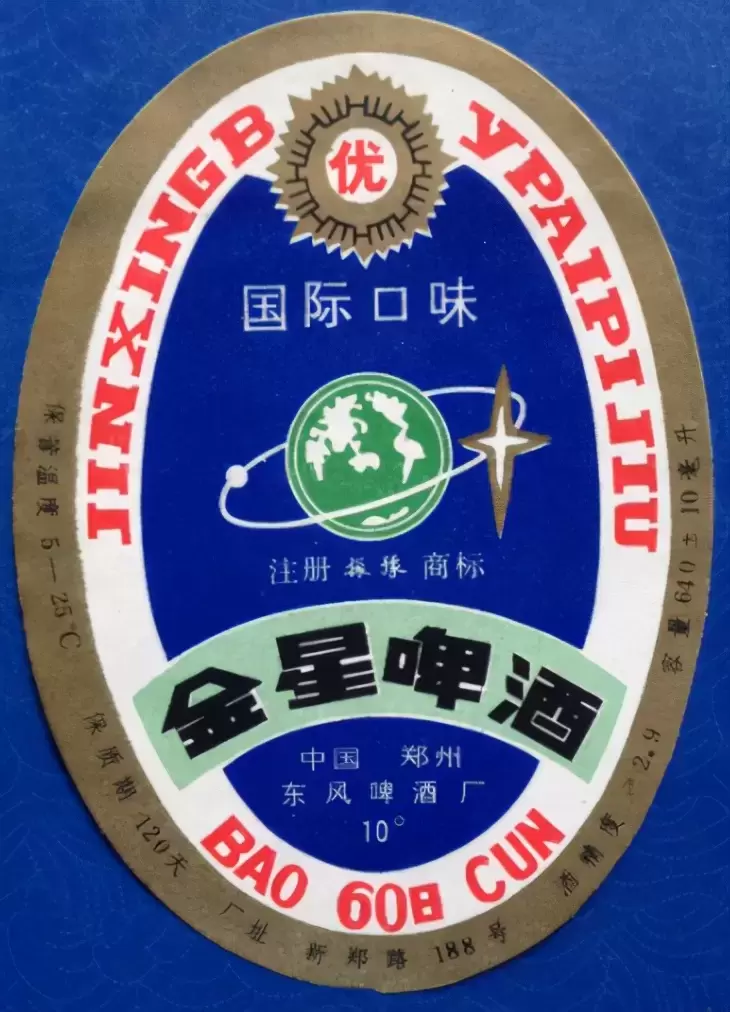 优
JINXINGB YPAIPIJIU
国际口味
注册 商标
金星啤酒
中国 郑州
东风啤酒厂
10°
BAO 60日 CUN
保管温度 5—25℃
保质期 120天
厂址 新郑路 188号
酒精度 ≥2.9
容量 640±10毫升